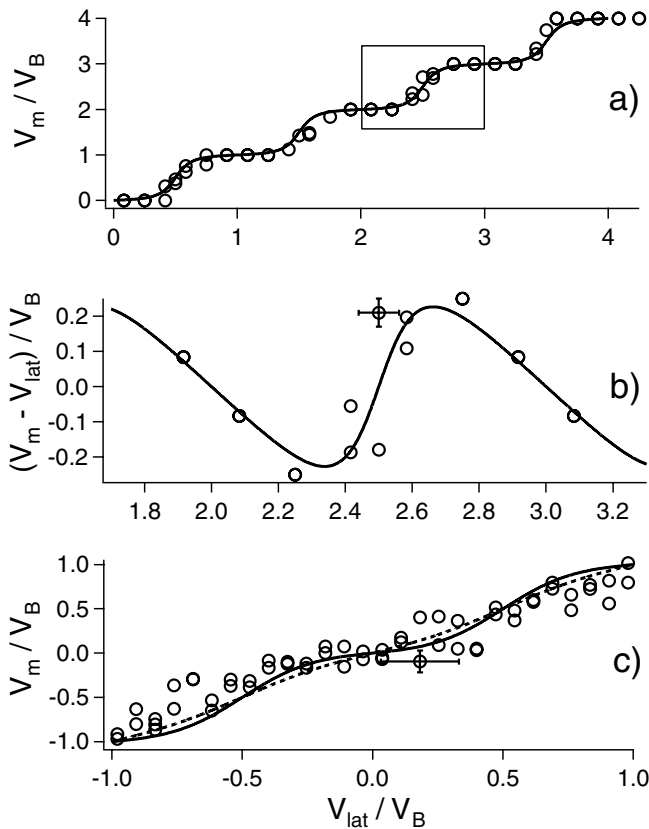 4
3
2
1
0
V_m / V_B
a)
0 1 2 3 4
0.2
0.1
0.0
-0.1
-0.2
(V_m - V_lat) / V_B
b)
1.8 2.0 2.2 2.4 2.6 2.8 3.0 3.2
1.0
0.5
0.0
-0.5
-1.0
V_m / V_B
c)
-1.0 -0.5 0.0 0.5 1.0
V_lat / V_B